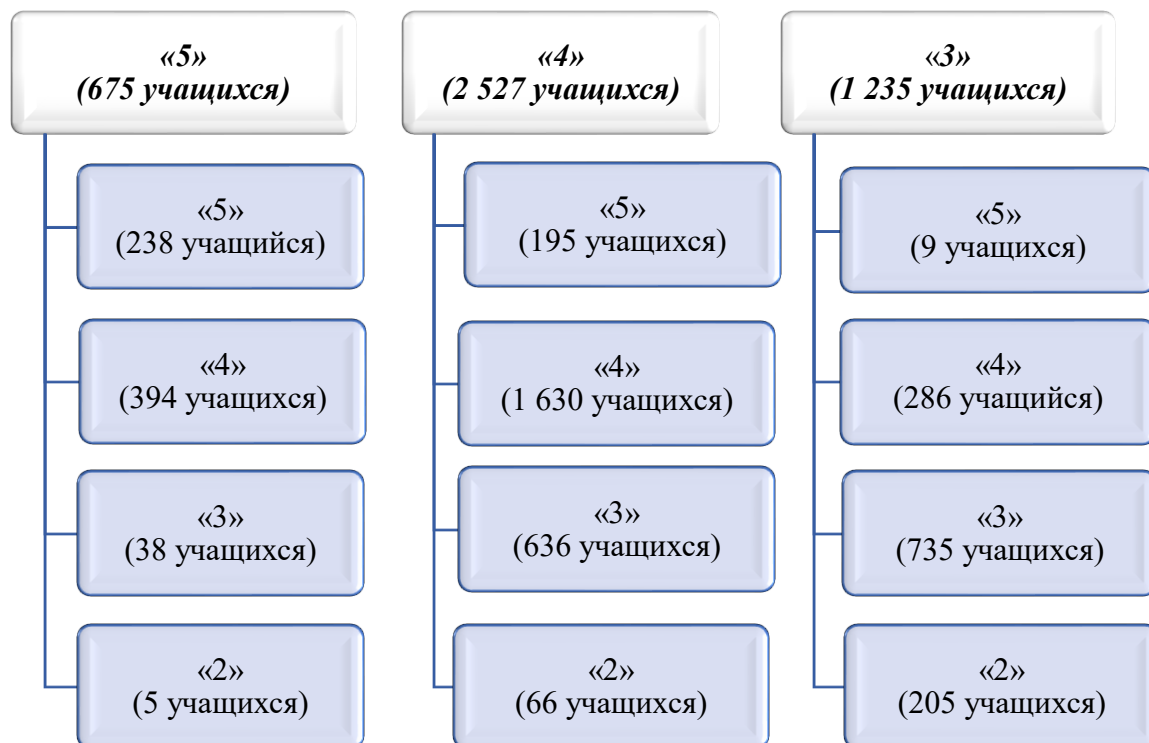 «5»
(675 учащихся)
«5»
(238 учащийся)
«4»
(394 учащихся)
«3»
(38 учащихся)
«2»
(5 учащихся)
«4»
(2 527 учащихся)
«5»
(195 учащихся)
«4»
(1 630 учащихся)
«3»
(636 учащихся)
«2»
(66 учащихся)
«3»
(1 235 учащихся)
«5»
(9 учащихся)
«4»
(286 учащийся)
«3»
(735 учащихся)
«2»
(205 учащихся)